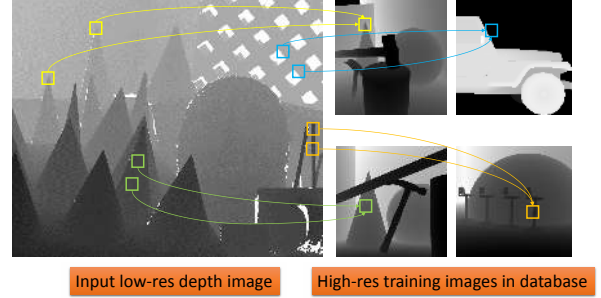 Input low-res depth image
High-res training images in database